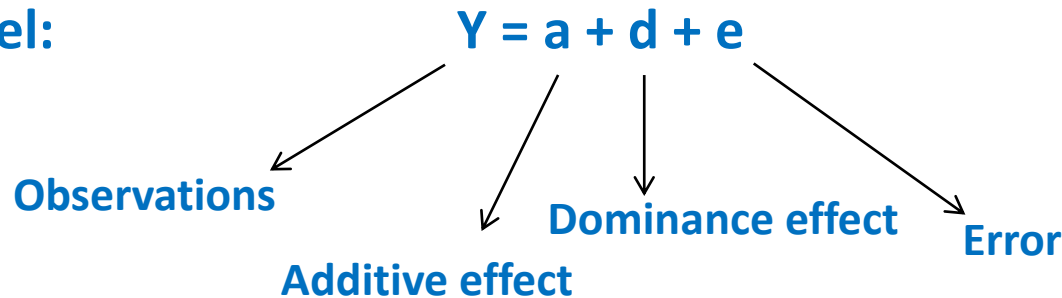 el: Y = a + d + e
Observations
Dominance effect
Error
Additive effect